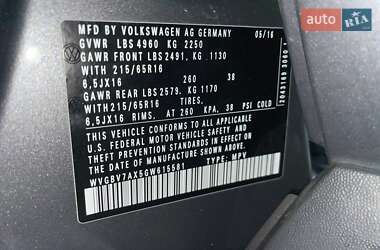 auto RIA.com
MFD BY VOLKSWAGEN AG GERMANY 05/16
GVWR LBS 4960 KG 2250
GAWR FRONT LBS 2491, KG 1130
WITH 215/65R16
6,5JX16 260 38
GAWR REAR LBS 2579. KG 1170
WITH 215/65R16 TIRES,
6,5JX16 RIMS, AT 260 KPA, 38 PSI COLD
THIS VEHICLE CONFORMS TO ALL APPLICABLE
U.S. FEDERAL MOTOR VEHICLE SAFETY
STANDARDS IN EFFECT ON
THE DATE OF MANUFACTURE SHOWN ABOVE.
WVGBV7AX5GW615581 TYPE: MPV